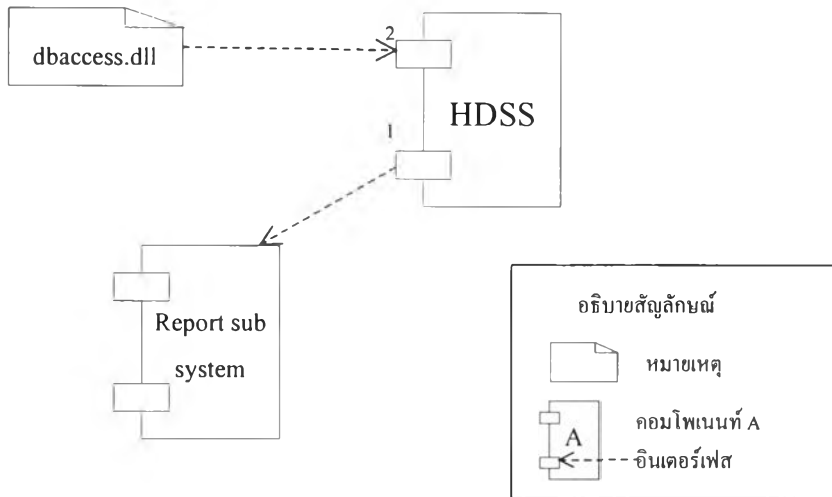 dbaccess.dll
2
HDSS
1
Report sub
system
อธิบายสัญลักษณ์
หมายเหตุ
A
คอมโพเนนท์ A
อินเตอร์เฟส